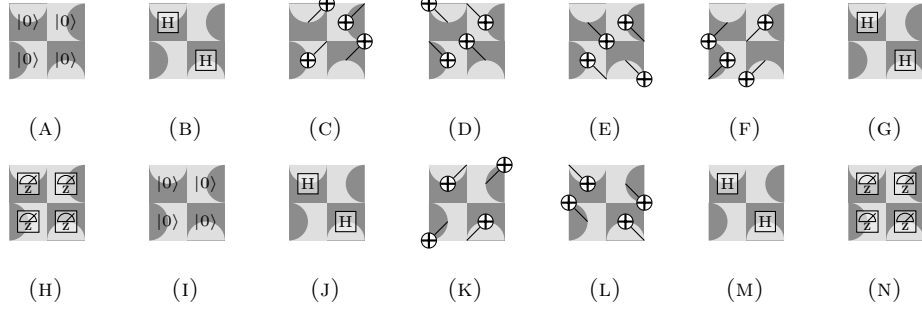 |0⟩ |0⟩ H
|0⟩ |0⟩ H H H
(A) (B) (C) (D) (E) (F) (G)
Z Z |0⟩ |0⟩ H H Z Z
Z Z |0⟩ |0⟩ H H Z Z
(H) (I) (J) (K) (L) (M) (N)